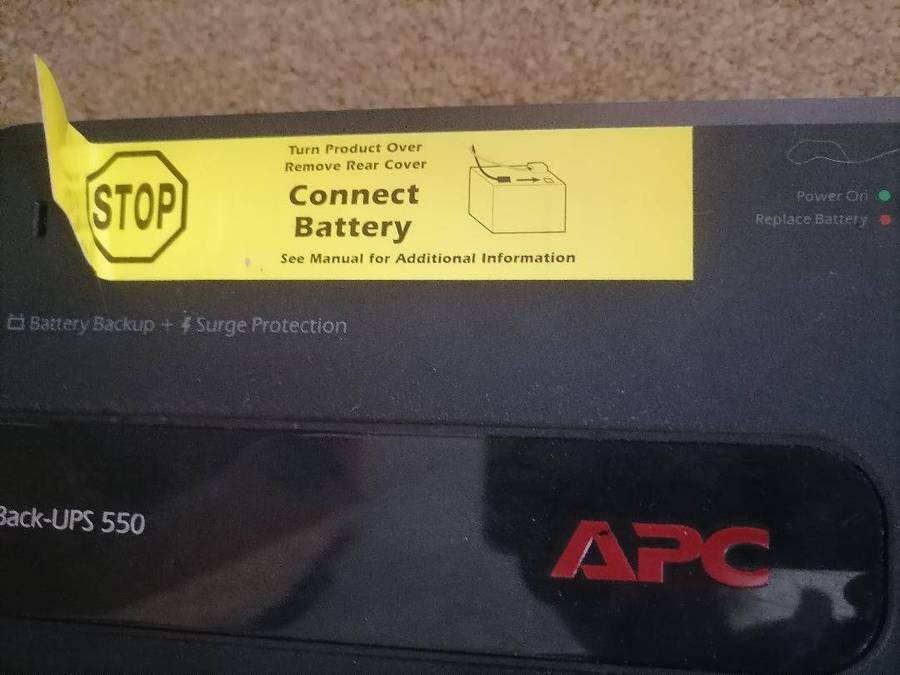 Turn Product Over
Remove Rear Cover
STOP
Connect
Battery
See Manual for Additional Information
Power On
Replace Battery
Battery Backup + Surge Protection
Back-UPS 550
APC